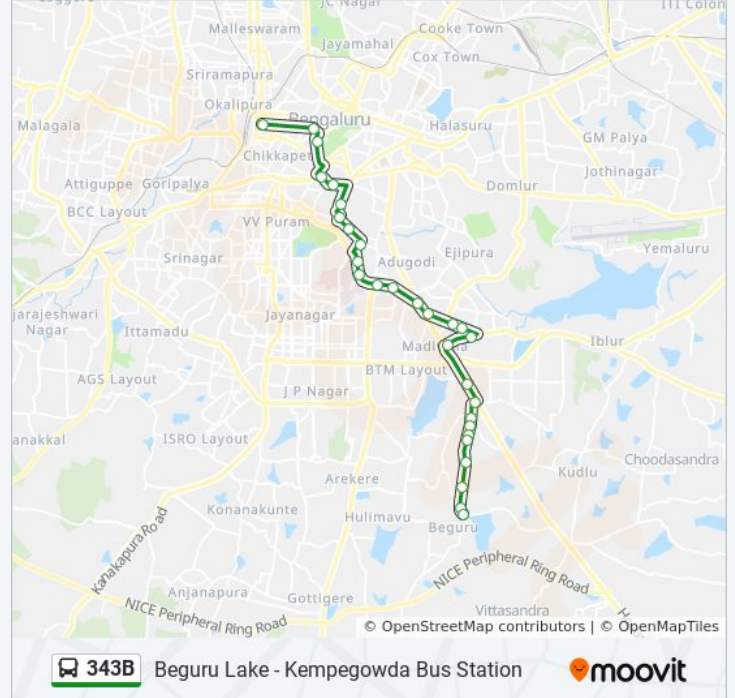 JC Nagar
ITI Colon
Malleswaram
Cooke Town
Jayamahal
Cox Town
Sriramapura
Okalipura
Bengaluru
Malagala
Halasuru
GM Palya
Chikkapet
Jothinagar
Attiguppe
Goripalya
Domlur
BCC Layout
VV Puram
Yemaluru
Ejipura
Srinagar
Adugodi
jarajeshwari
Nagar
Jayanagar
Ittamadu
Iblur
BTM Layout
AGS Layout
J P Nagar
anakkal
ISRO Layout
Choodasandra
Kudlu
Arekere
Konanakunte
Hulimavu
Beguru
Kanakapura Road
NICE Peripheral Ring Road
Anjanapura
Gottigere
NICE Peripheral Ring Road
Vittasandra
© OpenStreetMap contributors | © OpenMapTiles
343B
Beguru Lake - Kempegowda Bus Station
moovit